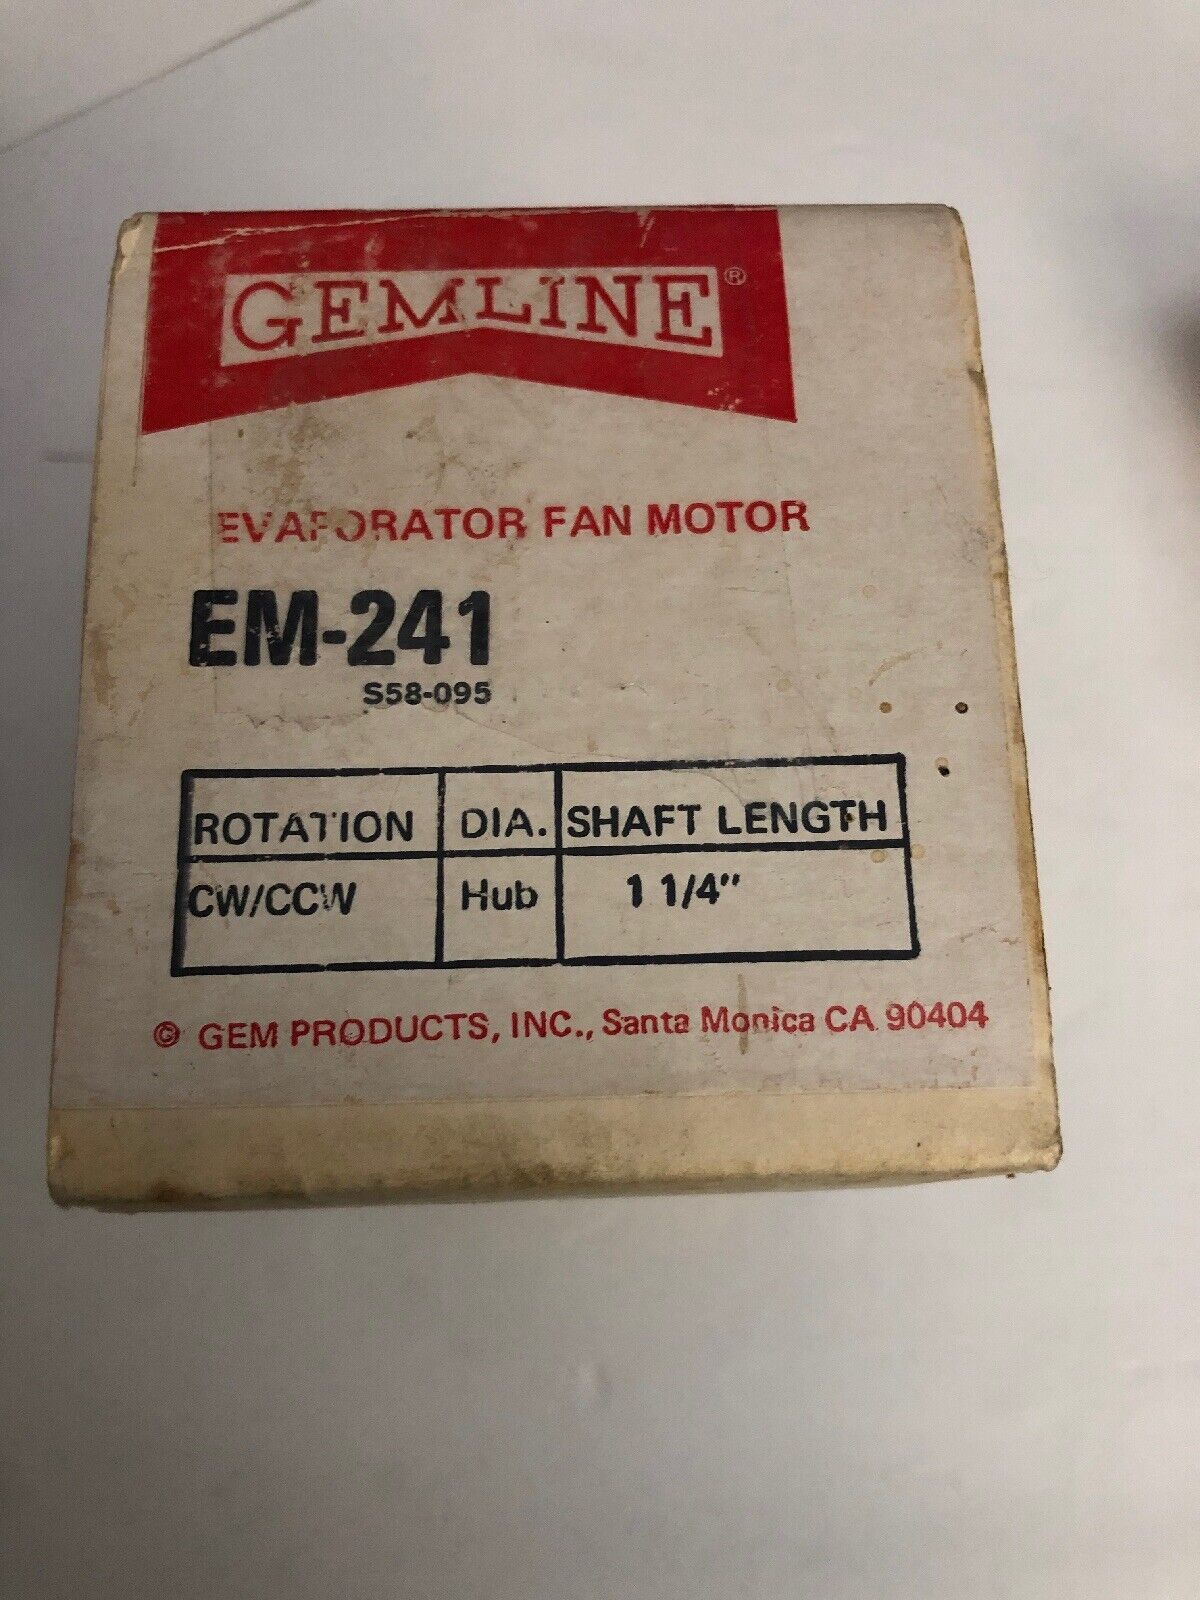 GEMLINE®
EVAPORATOR FAN MOTOR
EM-241
S58-095
ROTATION DIA. SHAFT LENGTH
CW/CCW Hub 1 1/4"
© GEM PRODUCTS, INC., Santa Monica CA 90404